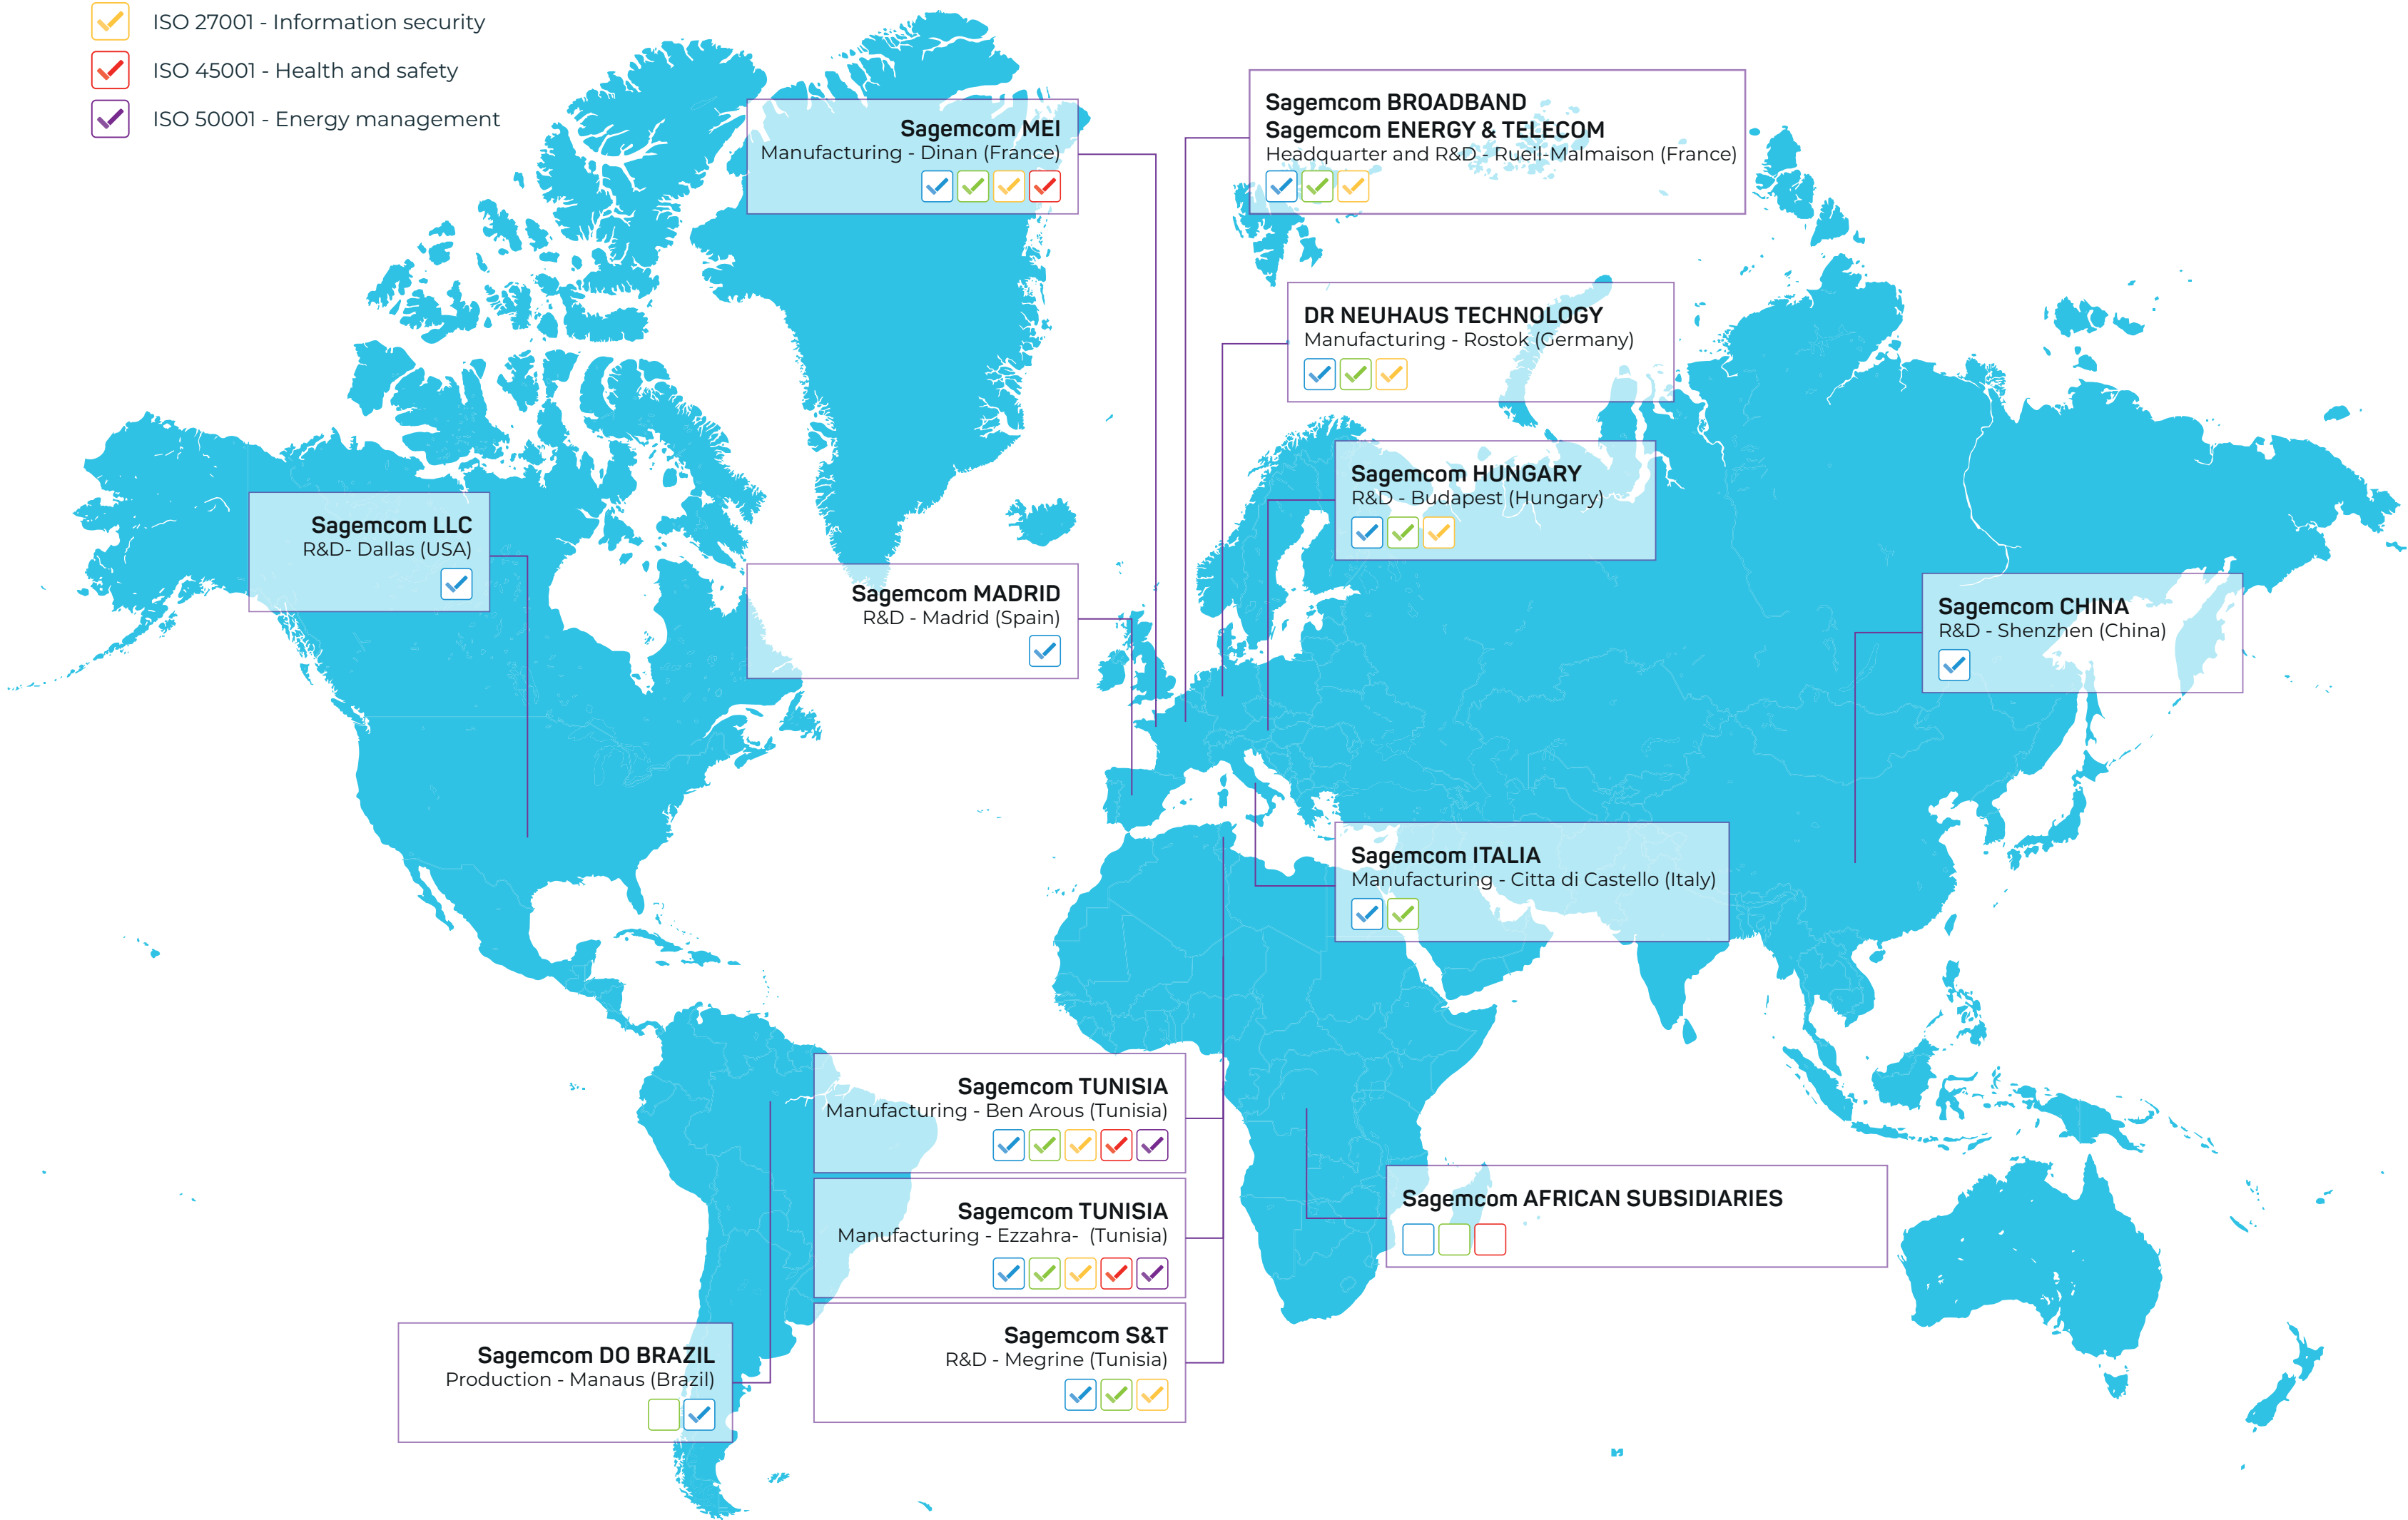 ISO 27001 - Information security
ISO 45001 - Health and safety
ISO 50001 - Energy management
Sagemcom MEI
Manufacturing - Dinan (France)
Sagemcom BROADBAND
Sagemcom ENERGY & TELECOM
Headquarter and R&D - Rueil-Malmaison (France)
DR NEUHAUS TECHNOLOGY
Manufacturing - Rostok (Germany)
Sagemcom HUNGARY
R&D - Budapest (Hungary)
Sagemcom LLC
R&D- Dallas (USA)
Sagemcom MADRID
R&D - Madrid (Spain)
Sagemcom CHINA
R&D - Shenzhen (China)
Sagemcom ITALIA
Manufacturing - Citta di Castello (Italy)
Sagemcom TUNISIA
Manufacturing - Ben Arous (Tunisia)
Sagemcom TUNISIA
Manufacturing - Ezzahra- (Tunisia)
Sagemcom AFRICAN SUBSIDIARIES
Sagemcom S&T
R&D - Megrine (Tunisia)
Sagemcom DO BRAZIL
Production - Manaus (Brazil)